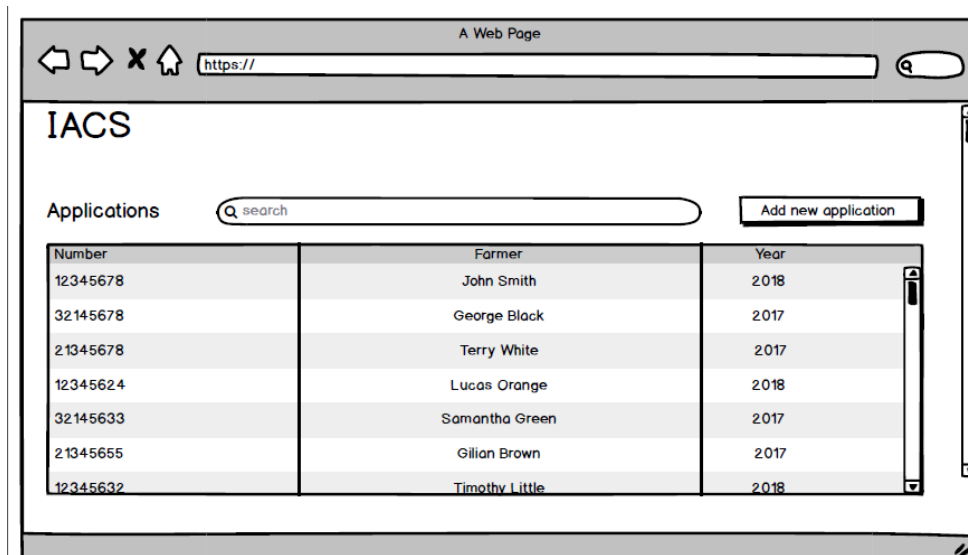 A Web Page
https://
IACS
Applications
search
Add new application
Number Farmer Year
12345678 John Smith 2018
32145678 George Black 2017
21345678 Terry White 2017
12345624 Lucas Orange 2018
32145633 Samantha Green 2017
21345655 Gilian Brown 2017
12345632 Timothy Little 2018